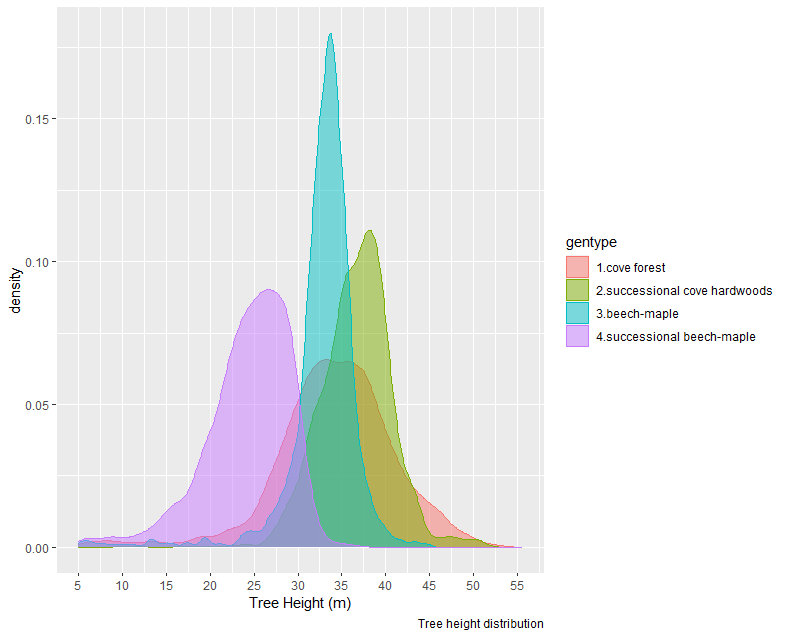 0.15
0.10
0.05
0.00
density
5 10 15 20 25 30 35 40 45 50 55
Tree Height (m)
Tree height distribution
gentype
1.cove forest
2.successional cove hardwoods
3.beech-maple
4.successional beech-maple